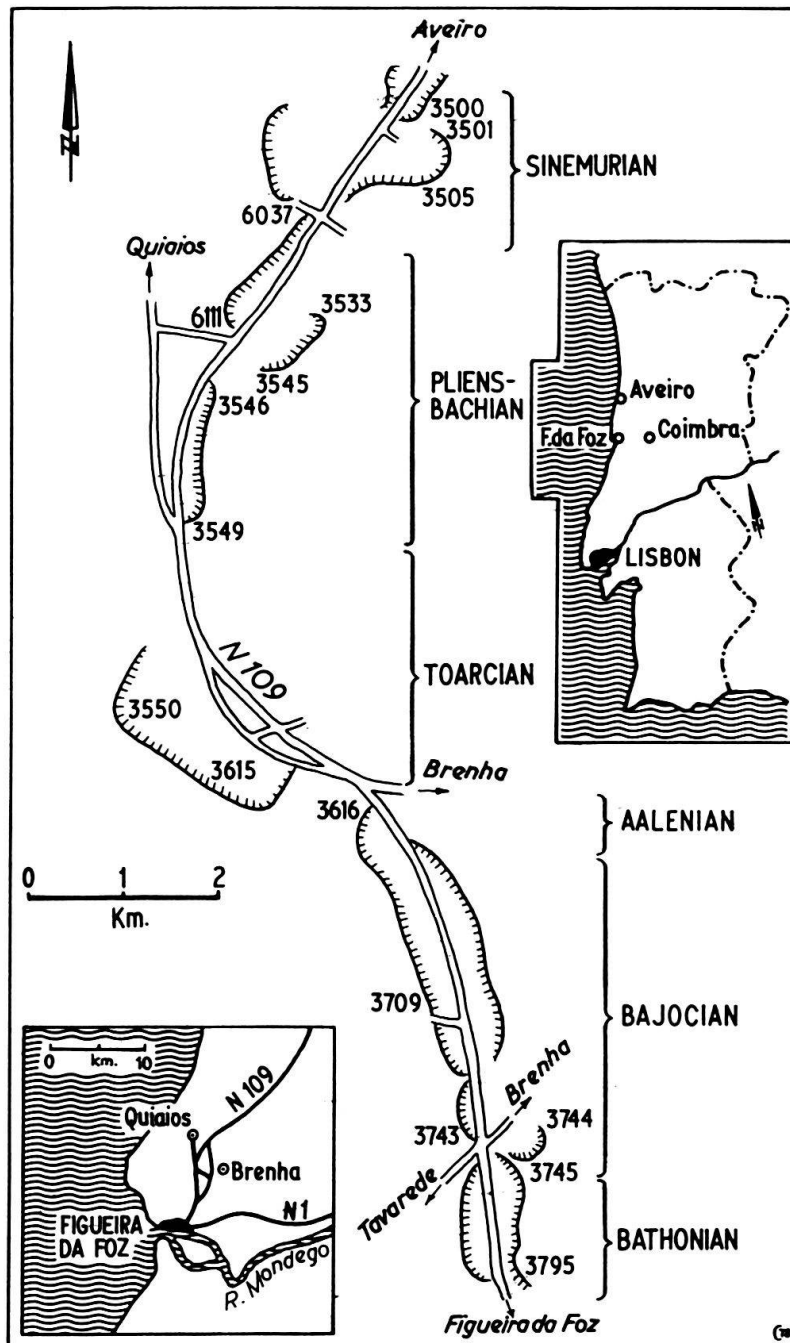 Aveiro
N
3500
3501
SINEMURIAN
3505
6037
Quiaios
6111
3533
3545
3546
PLIENS-
BACHIAN
3549
Aveiro
F.da Foz
Coimbra
N
LISBON
N 109
TOARCIAN
3550
3615
Brenha
3616
AALENIAN
0 1 2
Km.
3709
BAJOCIAN
Brenha
3744
3743
3745
Tavarede
BATHONIAN
3795
Figueira da Foz
0 km. 10
N 109
Quiaios
Brenha
N1
FIGUEIRA
DA FOZ
R. Mondego